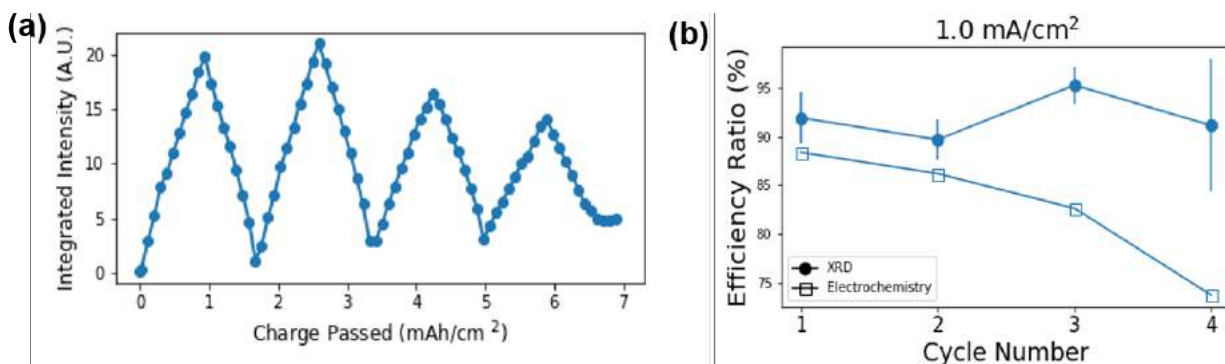 (a)
Integrated Intensity (A.U.)
20
15
10
5
0
0 1 2 3 4 5 6 7
Charge Passed (mAh/cm ²)
(b)
1.0 mA/cm²
Efficiency Ratio (%)
95
90
85
80
75
XRD
Electrochemistry
1 2 3 4
Cycle Number